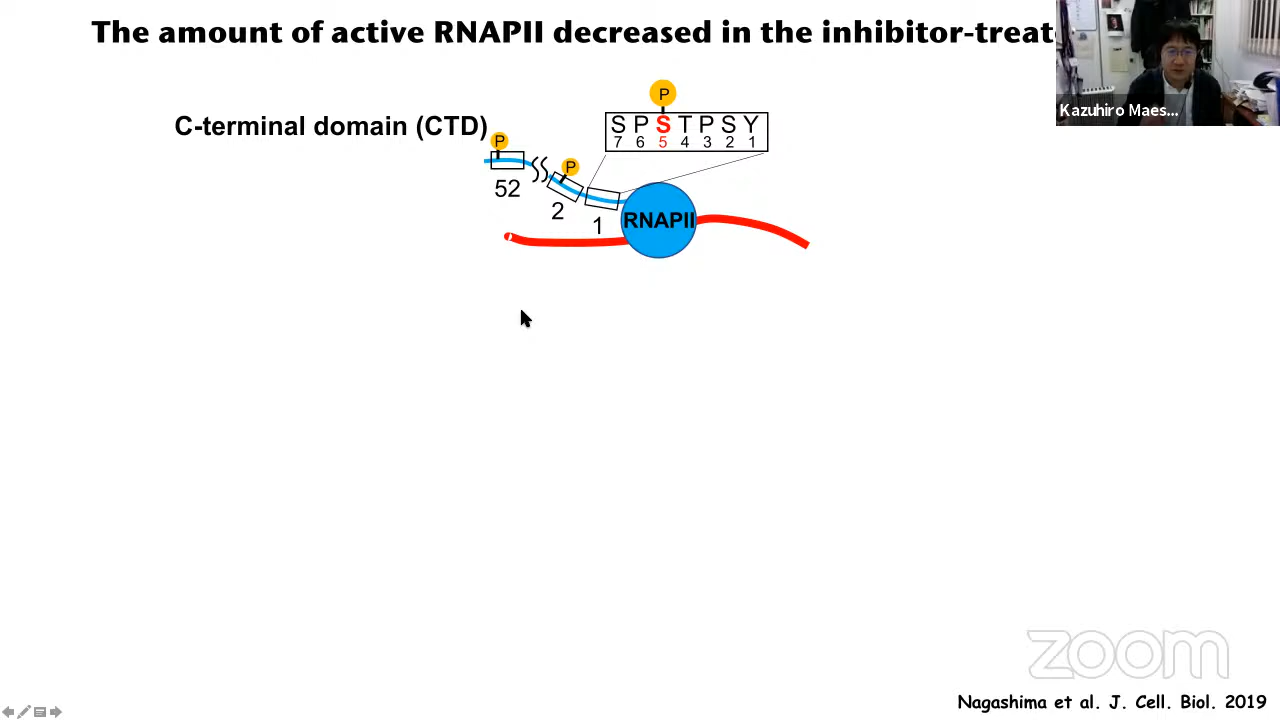 The amount of active RNAPII decreased in the inhibitor-treat
Kazuhiro Maes...
C-terminal domain (CTD)
P
S P S T P S Y
7 6 5 4 3 2 1
P
P
52
2
1
RNAPII
zoom
Nagashima et al. J. Cell. Biol. 2019